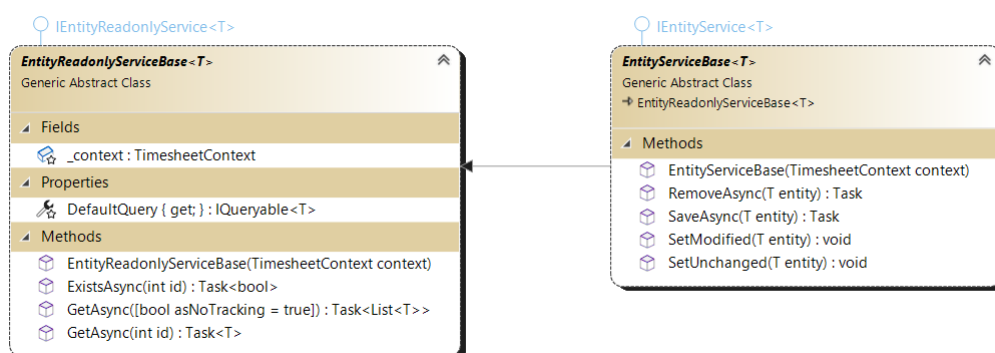 IEntityReadonlyService<T>
EntityReadonlyServiceBase<T>
Generic Abstract Class
Fields
_context : TimesheetContext
Properties
DefaultQuery { get; } : IQueryable<T>
Methods
EntityReadonlyServiceBase(TimesheetContext context)
ExistsAsync(int id) : Task<bool>
GetAsync([bool asNoTracking = true]) : Task<List<T>>
GetAsync(int id) : Task<T>
IEntityService<T>
EntityServiceBase<T>
Generic Abstract Class
EntityReadonlyServiceBase<T>
Methods
EntityServiceBase(TimesheetContext context)
RemoveAsync(T entity) : Task
SaveAsync(T entity) : Task
SetModified(T entity) : void
SetUnchanged(T entity) : void